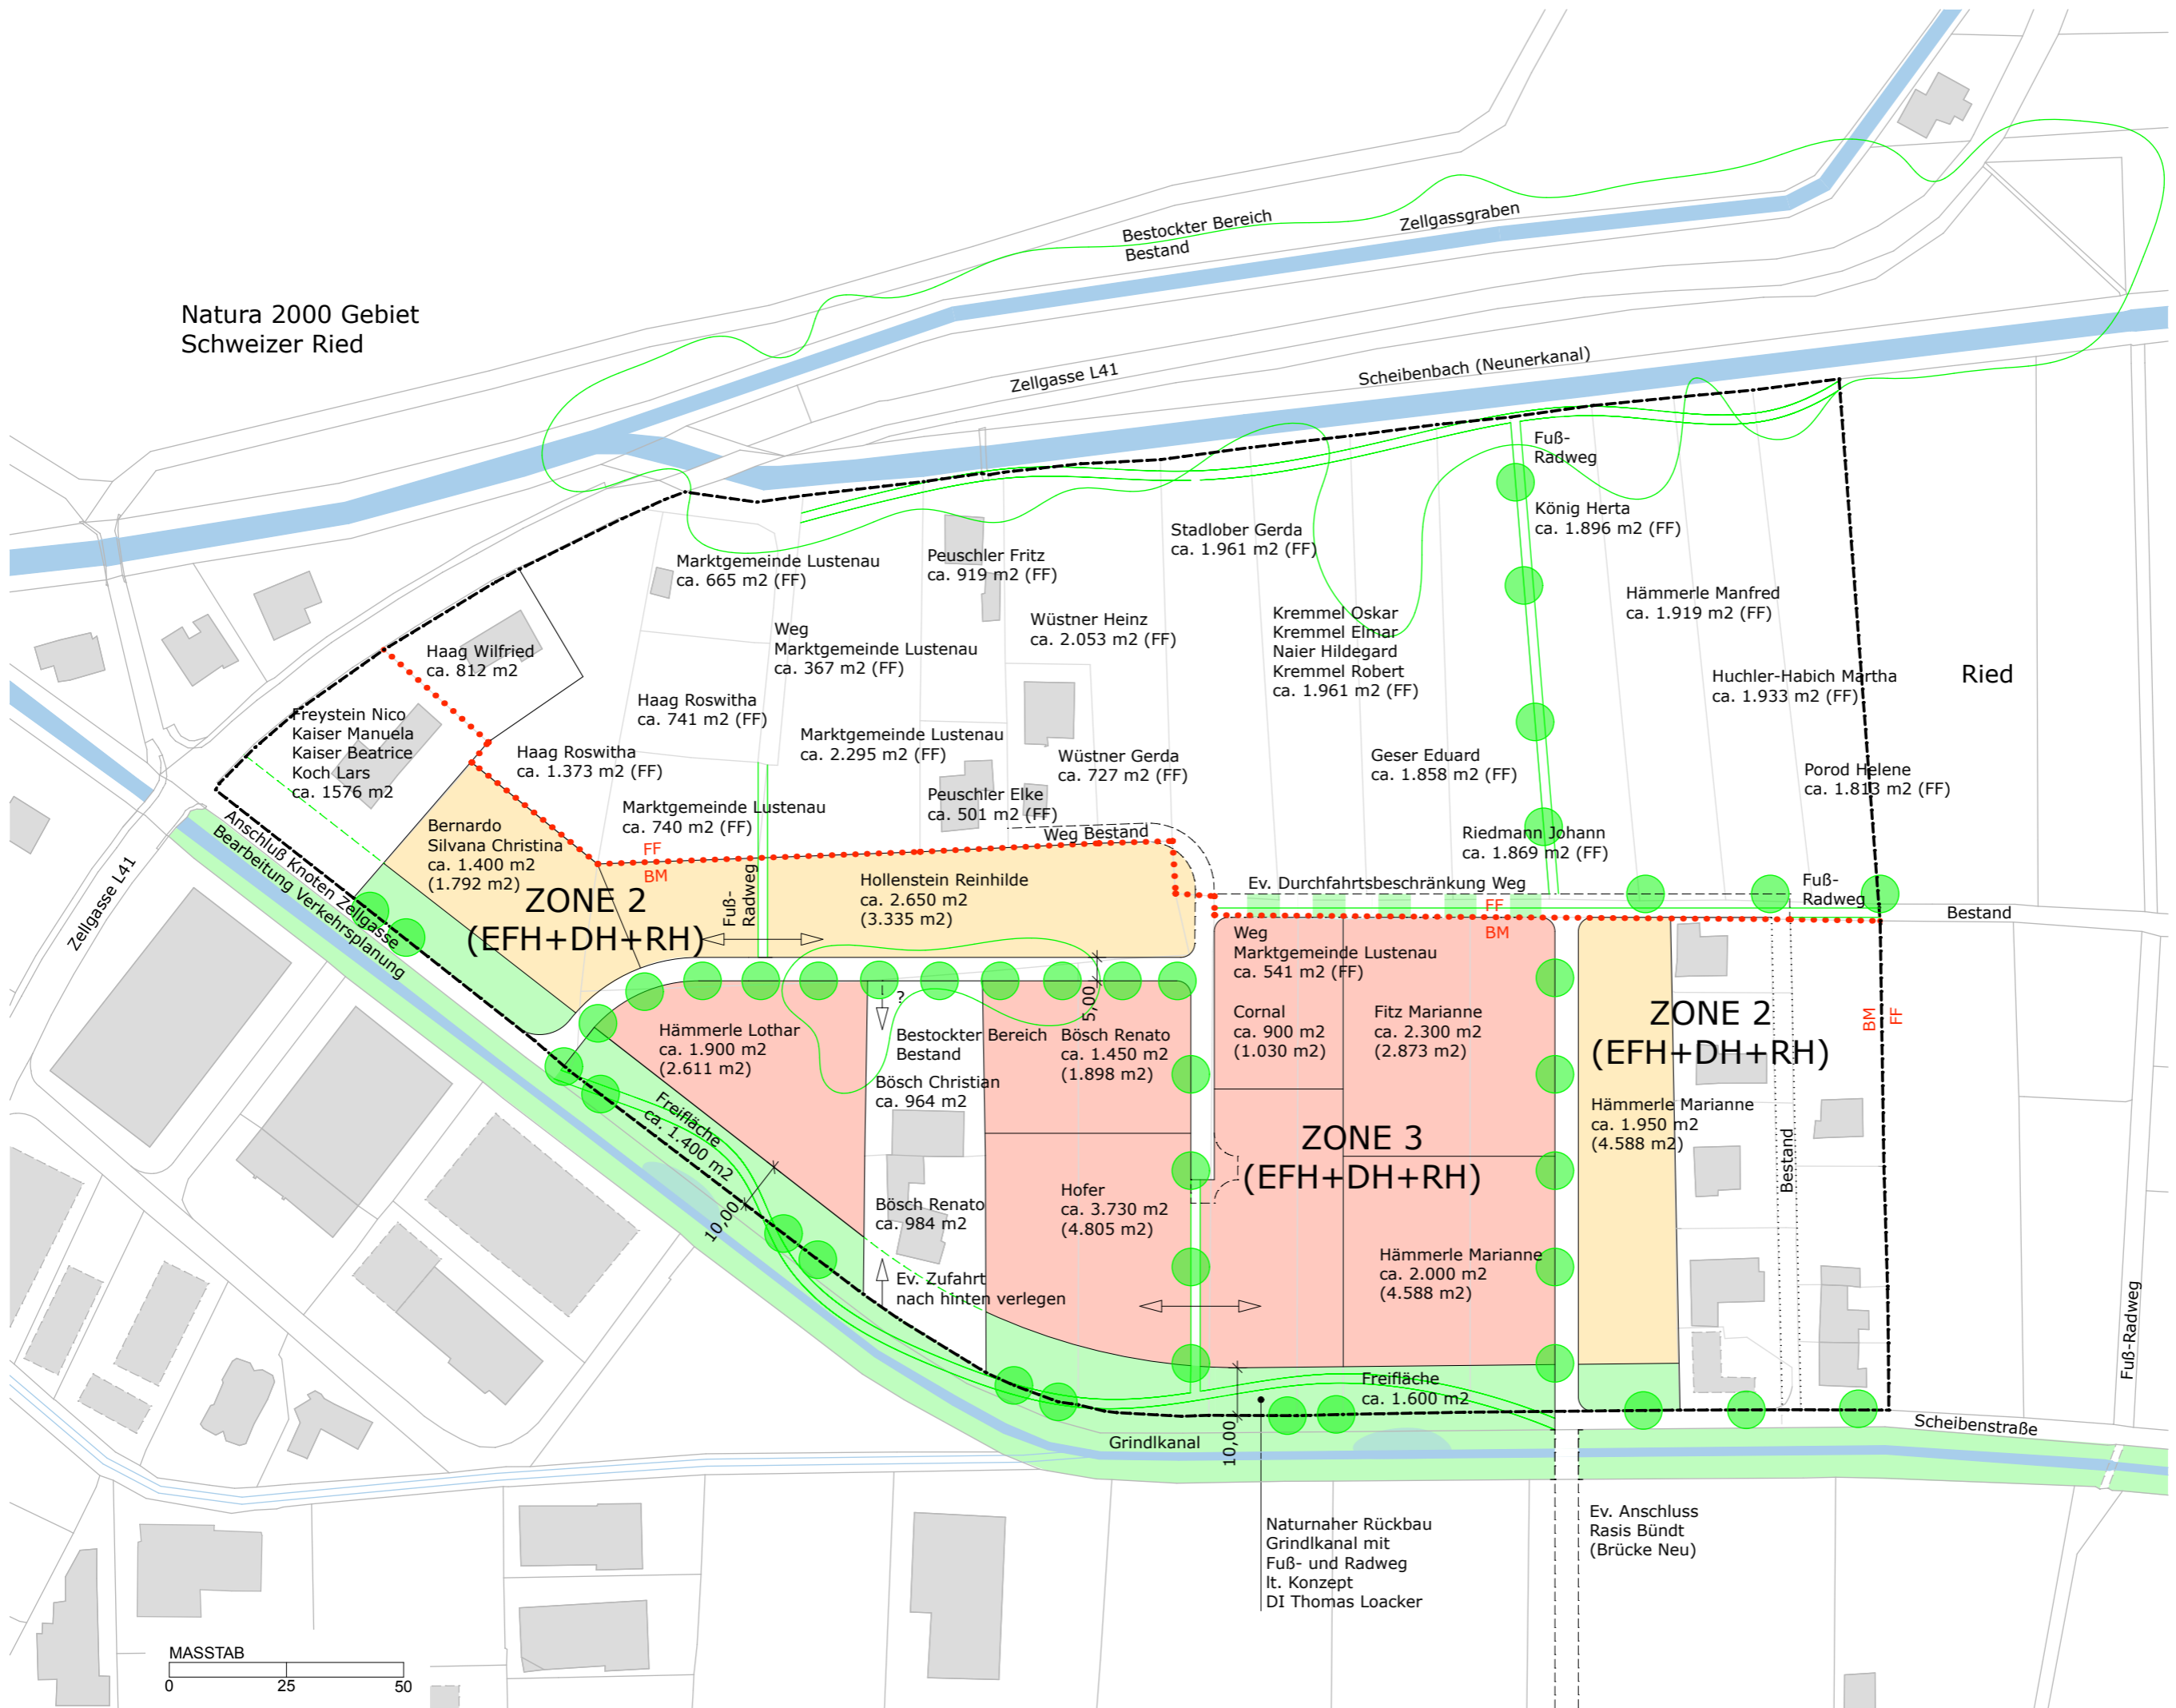 Natura 2000 Gebiet
Schweizer Ried
Bestockter Bereich
Bestand
Zellgassgraben
Zellgasse L41
Scheibenbach (Neunerkanal)
Fuß-
Radweg
König Herta
ca. 1.896 m2 (FF)
Stadlober Gerda
ca. 1.961 m2 (FF)
Peuschler Fritz
ca. 919 m2 (FF)
Marktgemeinde Lustenau
ca. 665 m2 (FF)
Hämmerle Manfred
ca. 1.919 m2 (FF)
Wüstner Heinz
ca. 2.053 m2 (FF)
Kremmel Oskar
Kremmel Elmar
Naier Hildegard
Kremmel Robert
ca. 1.961 m2 (FF)
Weg
Marktgemeinde Lustenau
ca. 367 m2 (FF)
Haag Wilfried
ca. 812 m2
Huchler-Habich Martha
ca. 1.933 m2 (FF)
Ried
Haag Roswitha
ca. 741 m2 (FF)
Freystein Nico
Kaiser Manuela
Kaiser Beatrice
Koch Lars
ca. 1576 m2
Marktgemeinde Lustenau
ca. 2.295 m2 (FF)
Haag Roswitha
ca. 1.373 m2 (FF)
Wüstner Gerda
ca. 727 m2 (FF)
Geser Eduard
ca. 1.858 m2 (FF)
Porod Helene
ca. 1.813 m2 (FF)
Peuschler Elke
ca. 501 m2 (FF)
Marktgemeinde Lustenau
ca. 740 m2 (FF)
Weg Bestand
Riedmann Johann
ca. 1.869 m2 (FF)
Anschluß Knoten Zellgasse
Bearbeitung Verkehrsplanung
Zellgasse L41
Bernardo
Silvana Christina
ca. 1.400 m2
(1.792 m2)
FF
BM
ZONE 2
(EFH+DH+RH)
Fuß-
Radweg
Hollenstein Reinhilde
ca. 2.650 m2
(3.335 m2)
Ev. Durchfahrtsbeschränkung Weg
FF
BM
Fuß-
Radweg
Bestand
Weg
Marktgemeinde Lustenau
ca. 541 m2 (FF)
5,00
?
Hämmerle Lothar
ca. 1.900 m2
(2.611 m2)
Bestockter Bereich
Bestand
Bösch Renato
ca. 1.450 m2
(1.898 m2)
Cornal
ca. 900 m2
(1.030 m2)
Fitz Marianne
ca. 2.300 m2
(2.873 m2)
ZONE 2
(EFH+DH+RH)
BM
FF
Bösch Christian
ca. 964 m2
Hämmerle Marianne
ca. 1.950 m2
(4.588 m2)
Freifläche
ca. 1.400 m2
10,00
ZONE 3
(EFH+DH+RH)
Bestand
Bösch Renato
ca. 984 m2
Hofer
ca. 3.730 m2
(4.805 m2)
Hämmerle Marianne
ca. 2.000 m2
(4.588 m2)
Ev. Zufahrt
nach hinten verlegen
Fuß-Radweg
Freifläche
ca. 1.600 m2
10,00
Grindlkanal
Scheibenstraße
Naturnaher Rückbau
Grindlkanal mit
Fuß- und Radweg
lt. Konzept
DI Thomas Loacker
Ev. Anschluss
Rasis Bündt
(Brücke Neu)
MASSTAB
0 25 50